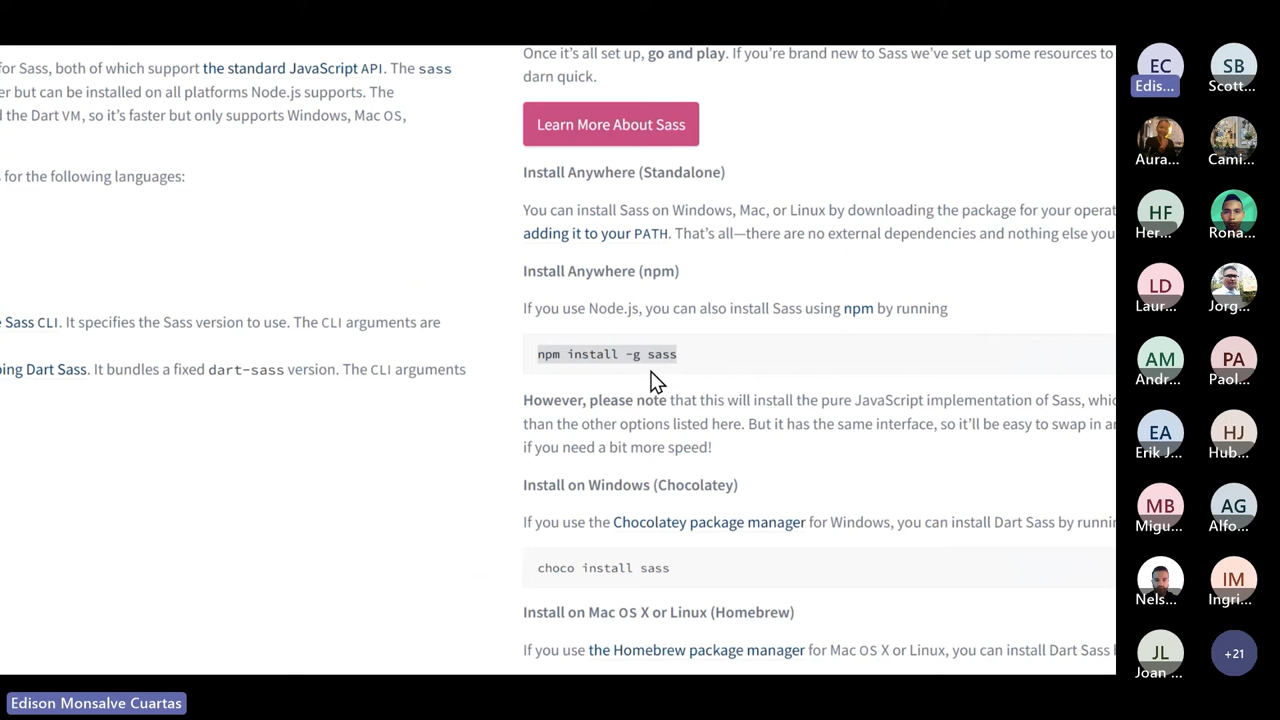 for Sass, both of which support the standard JavaScript API. The sass
er but can be installed on all platforms Node.js supports. The
d the Dart VM, so it's faster but only supports Windows, Mac OS,
s for the following languages:
e Sass CLI. It specifies the Sass version to use. The CLI arguments are
ping Dart Sass. It bundles a fixed dart-sass version. The CLI arguments
Once it's all set up, go and play. If you're brand new to Sass we've set up some resources to
darn quick.
Learn More About Sass
Install Anywhere (Standalone)
You can install Sass on Windows, Mac, or Linux by downloading the package for your operat
adding it to your PATH. That's all—there are no external dependencies and nothing else you
Install Anywhere (npm)
If you use Node.js, you can also install Sass using npm by running
npm install -g sass
However, please note that this will install the pure JavaScript implementation of Sass, whic
than the other options listed here. But it has the same interface, so it'll be easy to swap in an
if you need a bit more speed!
Install on Windows (Chocolatey)
If you use the Chocolatey package manager for Windows, you can install Dart Sass by runnin
choco install sass
Install on Mac OS X or Linux (Homebrew)
If you use the Homebrew package manager for Mac OS X or Linux, you can install Dart Sass b
EC
Edis...
SB
Scott...
Aura...
Cami...
HF
Her...
Rona...
LD
Laur...
Jorg...
AM
Andr...
PA
Paol...
EA
Erik J...
HJ
Hub...
MB
Migu...
AG
Alfo...
Nels...
IM
Ingri...
JL
Joan ...
+21
Edison Monsalve Cuartas